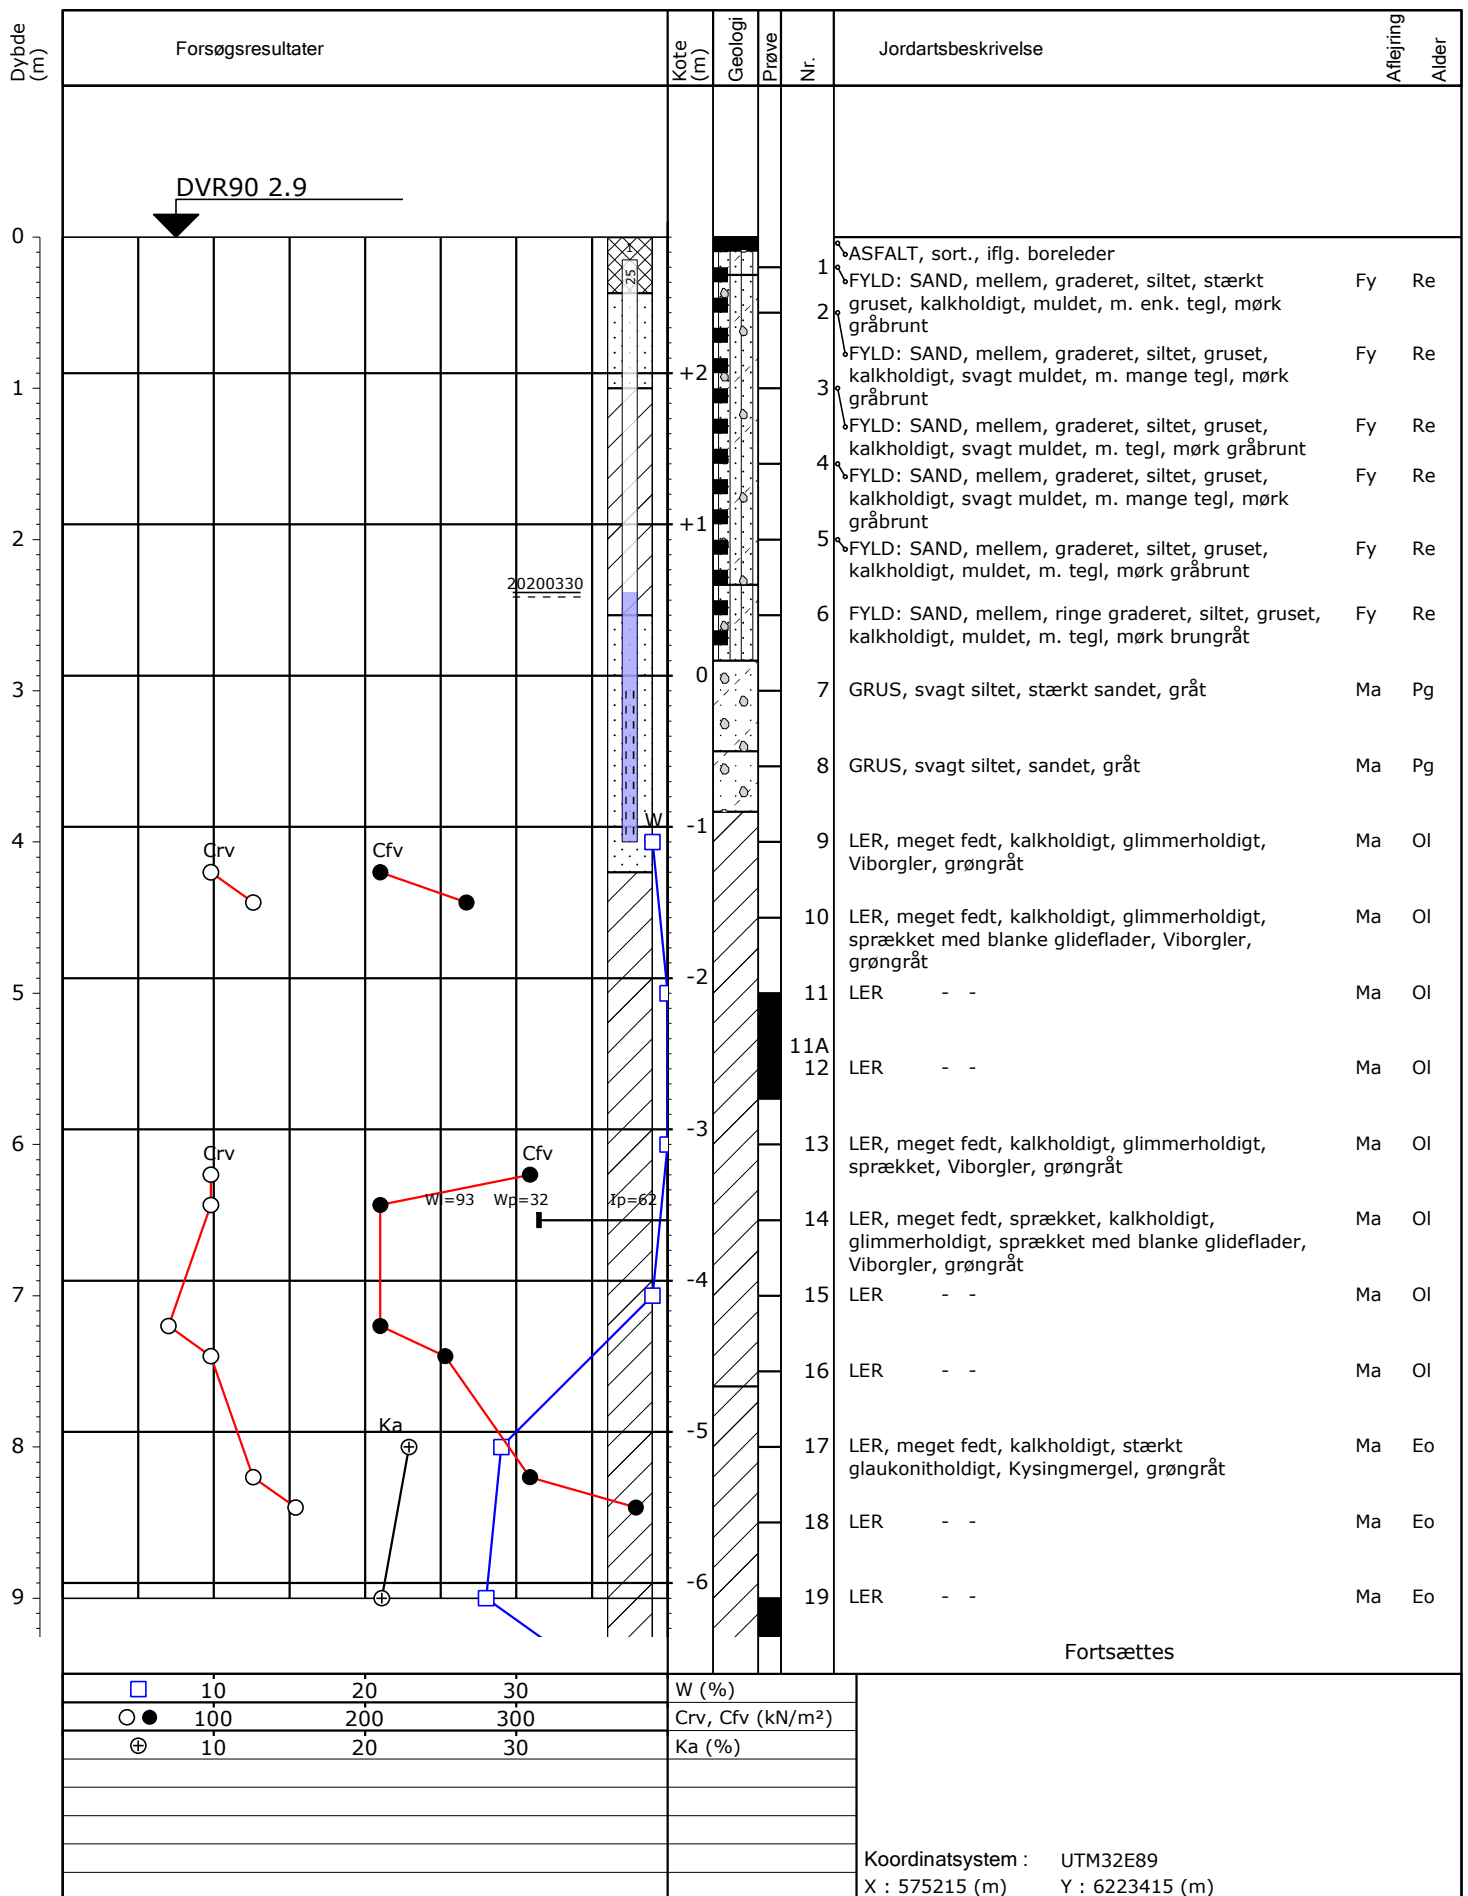 Dybde (m)
Forsøgsresultater
Kote (m)
Geologi
Prøve
Nr.
Jordartsbeskrivelse
Aflejring
Alder
DVR90 2.9
0
1
25
1 ASFALT, sort., iflg. boreleder
FYLD: SAND, mellem, graderet, siltet, stærkt Fy Re
gruset, kalkholdigt, muldet, m. enk. tegl, mørk
gråbrunt
2
FYLD: SAND, mellem, graderet, siltet, gruset, Fy Re
kalkholdigt, svagt muldet, m. mange tegl, mørk
gråbrunt
+2
1
3
FYLD: SAND, mellem, graderet, siltet, gruset, Fy Re
kalkholdigt, svagt muldet, m. tegl, mørk gråbrunt
4
FYLD: SAND, mellem, graderet, siltet, gruset, Fy Re
kalkholdigt, svagt muldet, m. mange tegl, mørk
gråbrunt
+1
2
5
FYLD: SAND, mellem, graderet, siltet, gruset, Fy Re
kalkholdigt, muldet, m. tegl, mørk gråbrunt
20200330
6 FYLD: SAND, mellem, ringe graderet, siltet, gruset, Fy Re
kalkholdigt, muldet, m. tegl, mørk brungråt
0
3
7 GRUS, svagt siltet, stærkt sandet, gråt Ma Pg
8 GRUS, svagt siltet, sandet, gråt Ma Pg
W
-1
4
9 LER, meget fedt, kalkholdigt, glimmerholdigt, Ma Ol
Viborgler, grøngråt
Crv Cfv
10 LER, meget fedt, kalkholdigt, glimmerholdigt, Ma Ol
sprækket med blanke glideflader, Viborgler,
grøngråt
-2
5
11 LER - - Ma Ol
11A
12 LER - - Ma Ol
-3
6
13 LER, meget fedt, kalkholdigt, glimmerholdigt, Ma Ol
sprækket, Viborgler, grøngråt
Crv Cfv
Wl=93 Wp=32 Ip=62
14 LER, meget fedt, sprækket, kalkholdigt, Ma Ol
glimmerholdigt, sprækket med blanke glideflader,
Viborgler, grøngråt
-4
7
15 LER - - Ma Ol
16 LER - - Ma Ol
Ka
-5
8
17 LER, meget fedt, kalkholdigt, stærkt Ma Eo
glaukonitholdigt, Kysingmergel, grøngråt
18 LER - - Ma Eo
-6
9
19 LER - - Ma Eo
Fortsættes
10 20 30 W (%)
100 200 300 Crv, Cfv (kN/m²)
10 20 30 Ka (%)
Koordinatsystem : UTM32E89
X : 575215 (m) Y : 6223415 (m)